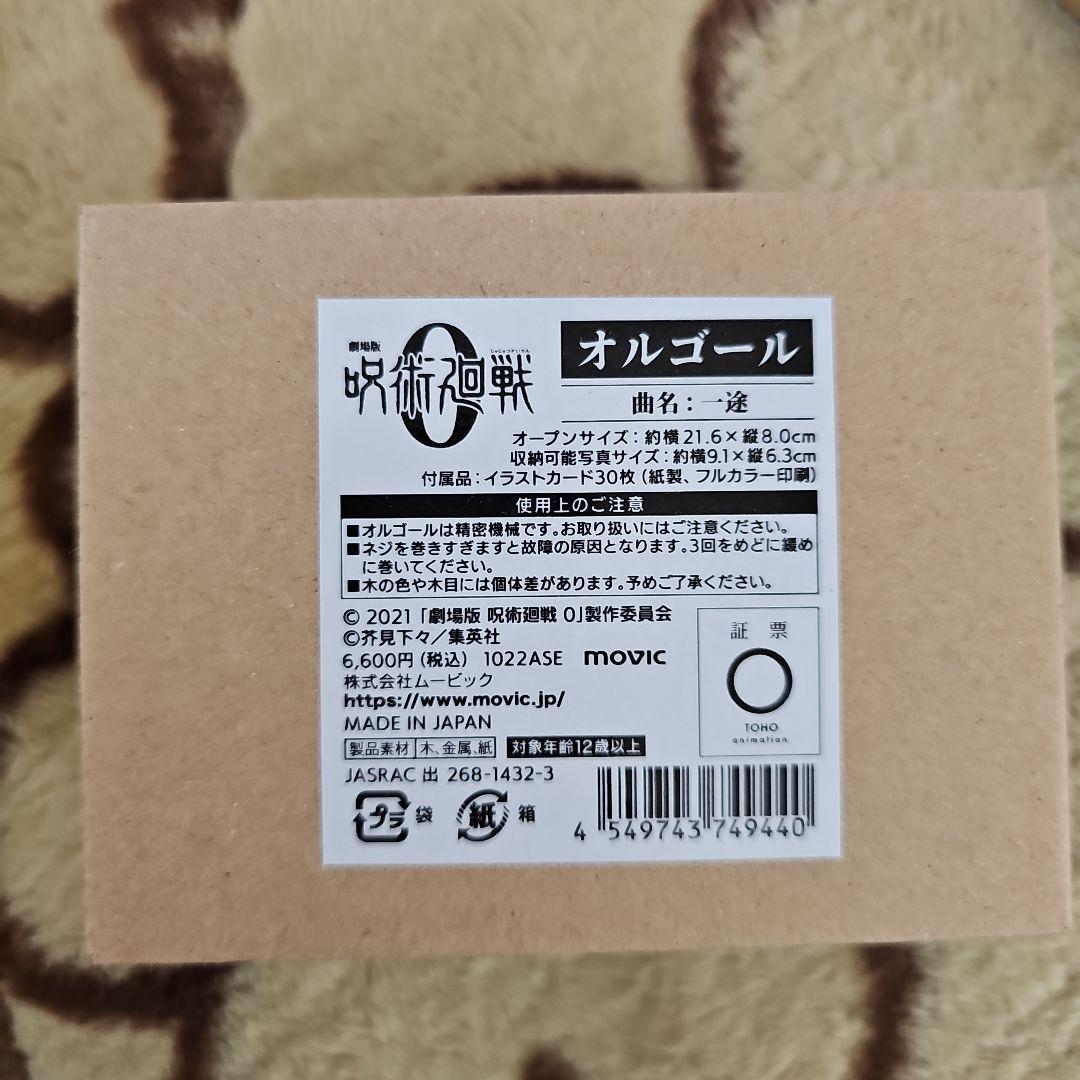 劇場版
じゅじゅつかいせん
呪術廻戦
0
オルゴール
曲名：一途
オープンサイズ：約横21.6×縦8.0cm
収納可能写真サイズ：約横9.1×縦6.3cm
付属品：イラストカード30枚（紙製、フルカラー印刷）
使用上のご注意
■オルゴールは精密機械です。お取り扱いにはご注意ください。
■ネジを巻きすぎますと故障の原因となります。3回をめどに緩め
に巻いてください。
■木の色や木目には個体差があります。予めご了承ください。
© 2021「劇場版 呪術廻戦 0」製作委員会
©芥見下々／集英社
6,600円（税込） 1022ASE movic
株式会社ムービック
https://www.movic.jp/
MADE IN JAPAN
製品素材 木、金属、紙 対象年齢12歳以上
JASRAC 出 268-1432-3
プラ 袋 紙 箱
証 票
TOHO
animation
4 549743 749440